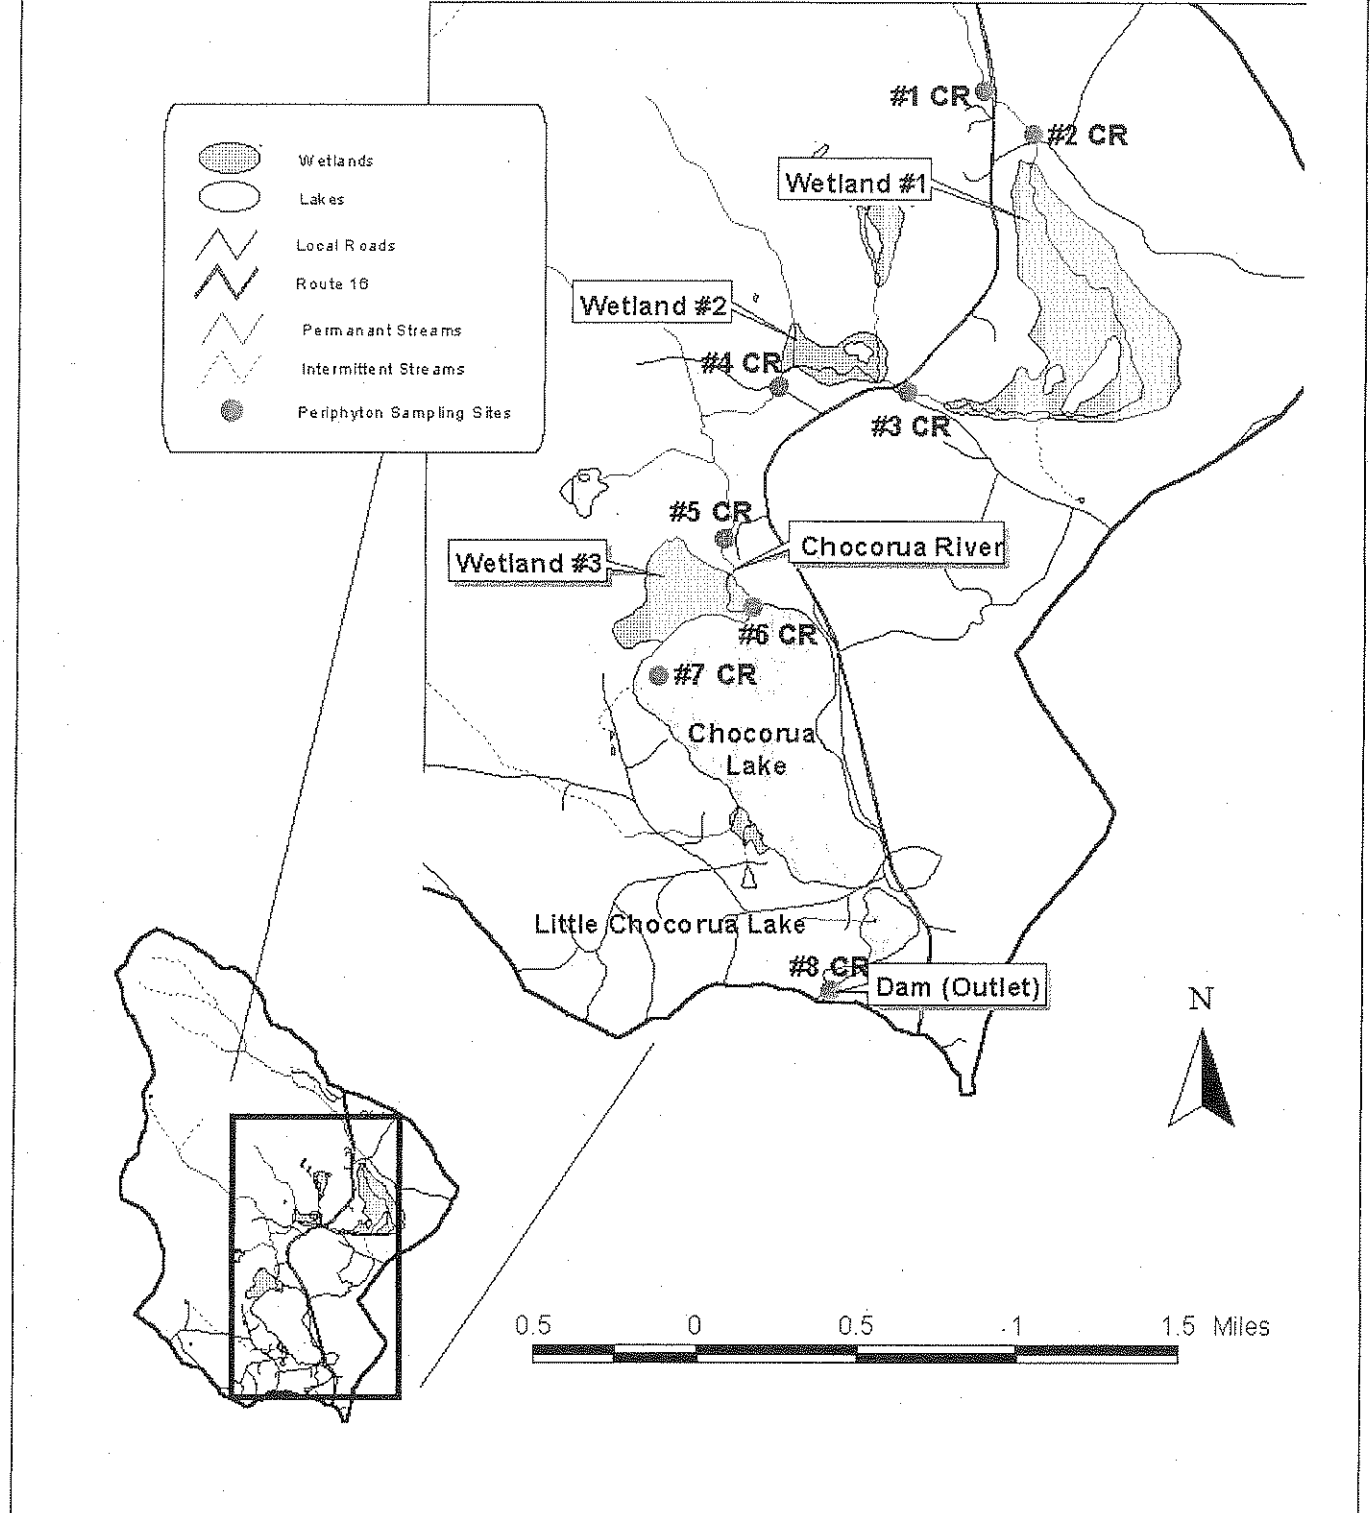 #1 CR
#2 CR
Wetland #1
Wetlands
Lakes
Local Roads
Route 16
Permanant Streams
Intermittent Streams
Periphyton Sampling Sites
Wetland #2
#4 CR
#3 CR
#5 CR
Chocorua River
Wetland #3
#6 CR
#7 CR
Chocorua
Lake
Little Chocorua Lake
#8 CR
Dam (Outlet)
N
0.5 0 0.5 1 1.5 Miles